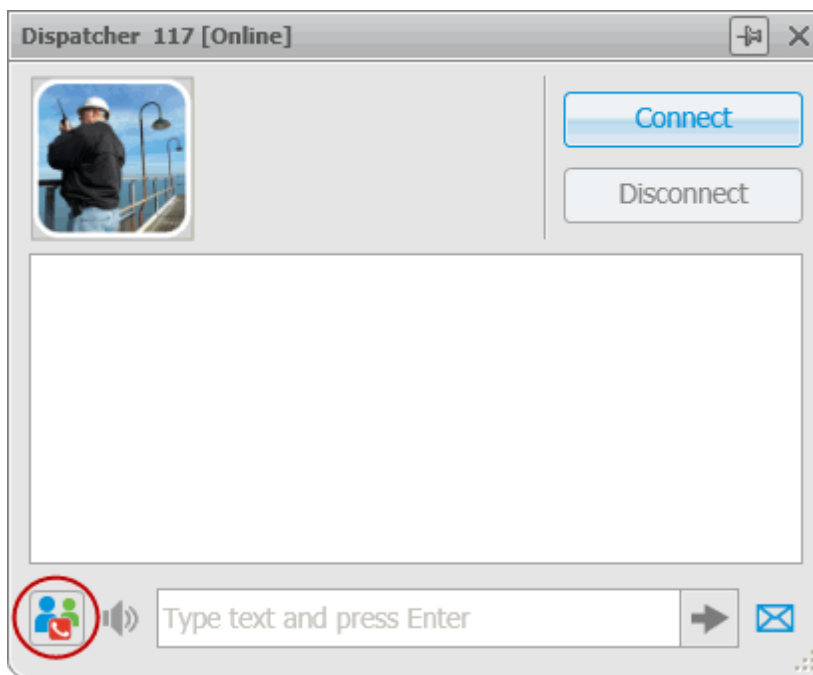 Dispatcher 117 [Online]
Connect
Disconnect
Type text and press Enter